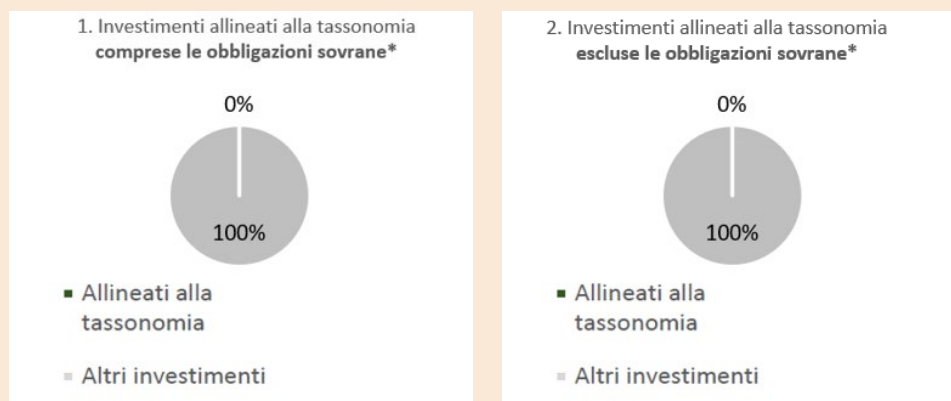 1. Investimenti allineati alla tassonomia
comprese le obbligazioni sovrane*
0%
100%
Allineati alla
tassonomia
Altri investimenti
2. Investimenti allineati alla tassonomia
escluse le obbligazioni sovrane*
0%
100%
Allineati alla
tassonomia
Altri investimenti